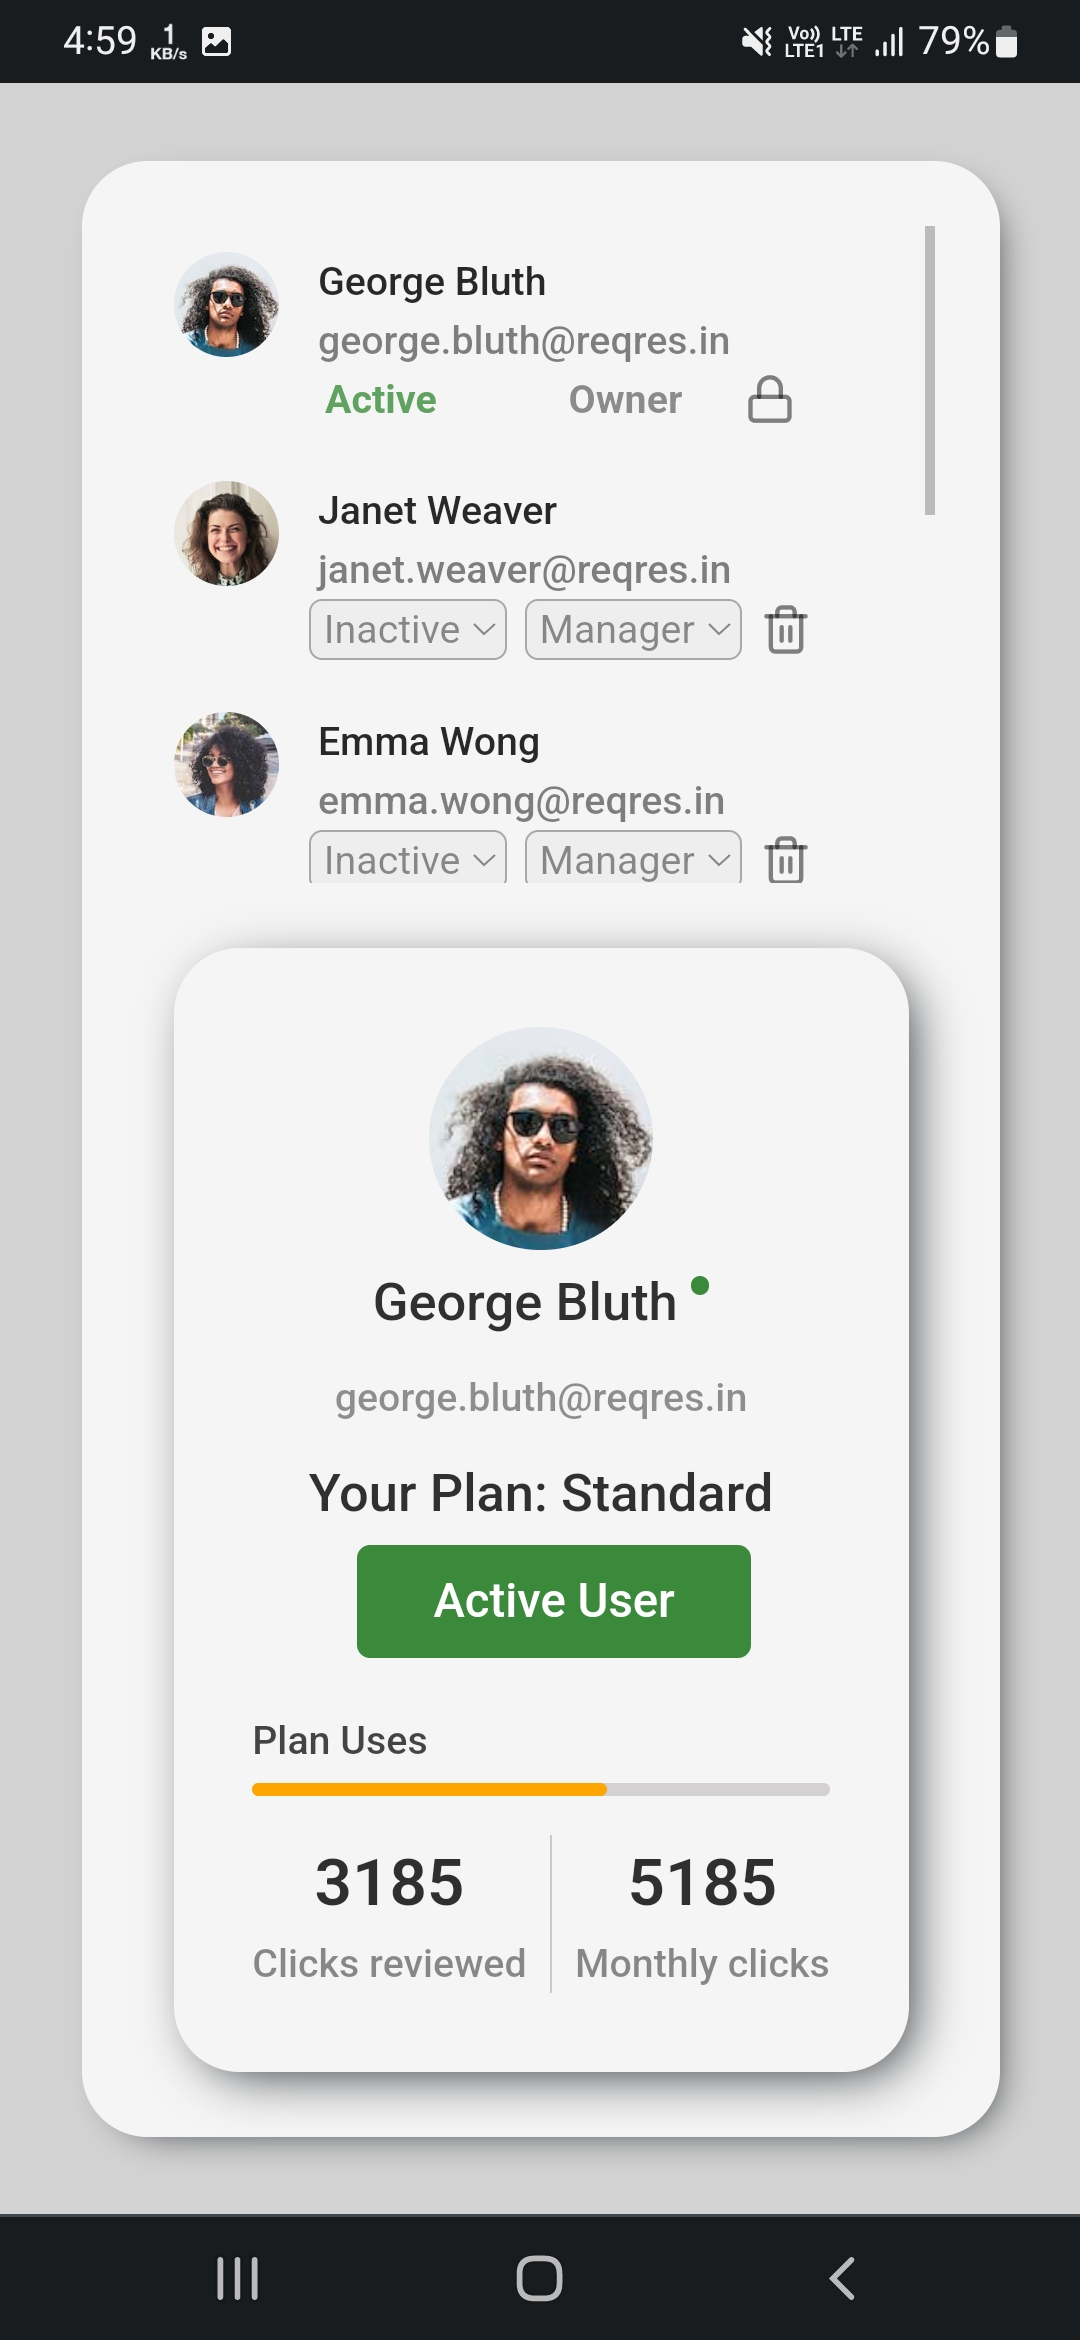 4:59 1 KB/s Vo)) LTE1 LTE 79%
George Bluth
george.bluth@reqres.in
Active Owner
Janet Weaver
janet.weaver@reqres.in
Inactive Manager
Emma Wong
emma.wong@reqres.in
Inactive Manager
George Bluth
george.bluth@reqres.in
Your Plan: Standard
Active User
Plan Uses
3185 5185
Clicks reviewed Monthly clicks